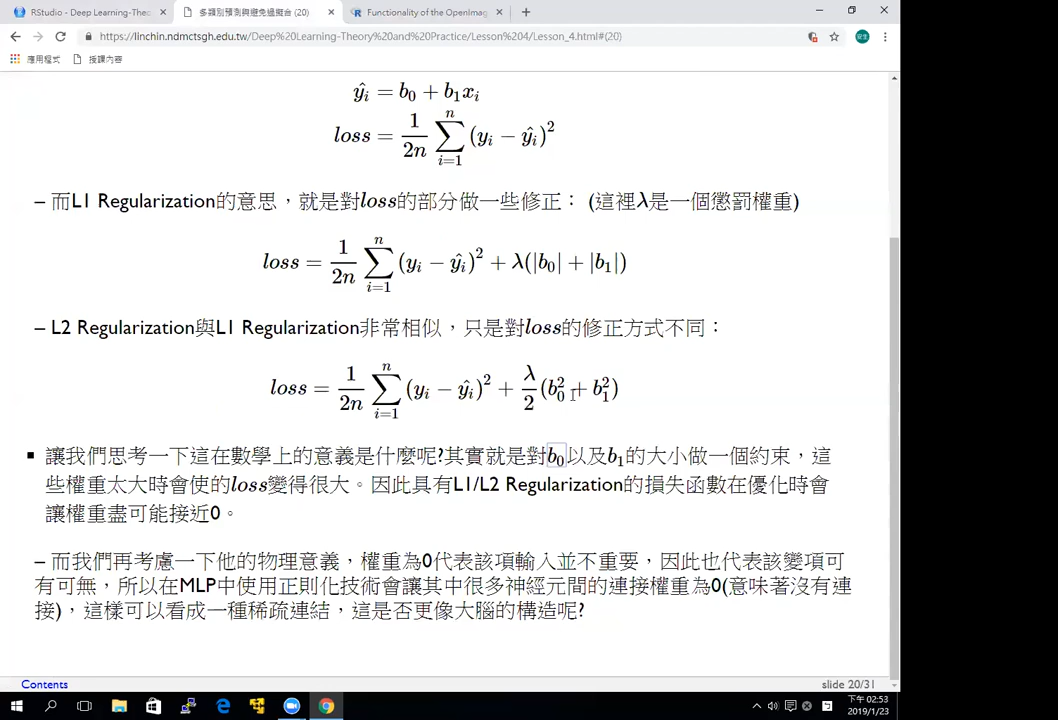 RStudio - Deep Learning-Theo
多類別預測與避免過擬合 (20)
Functionality of the OpenImag
https://linchin.ndmctsgh.edu.tw/Deep%20Learning-Theory%20and%20Practice/Lesson%204/Lesson_4.html#(20)
應用程式 授課內容
ŷᵢ = b₀ + b₁xᵢ
loss = 1/2n ∑ⁿᵢ₌₁ (yᵢ − ŷᵢ)²
– 而L1 Regularization的意思，就是對loss的部分做一些修正： (這裡λ是一個懲罰權重)
loss = 1/2n ∑ⁿᵢ₌₁ (yᵢ − ŷᵢ)² + λ(|b₀| + |b₁|)
– L2 Regularization與L1 Regularization非常相似，只是對loss的修正方式不同：
loss = 1/2n ∑ⁿᵢ₌₁ (yᵢ − ŷᵢ)² + λ/2 (b₀² + b₁²)
▪ 讓我們思考一下這在數學上的意義是什麼呢?其實就是對b₀以及b₁的大小做一個約束，這
些權重太大時會使的loss變得很大。因此具有L1/L2 Regularization的損失函數在優化時會
讓權重盡可能接近0。
– 而我們再考慮一下他的物理意義，權重為0代表該項輸入並不重要，因此也代表該變項可
有可無，所以在MLP中使用正則化技術會讓其中很多神經元間的連接權重為0(意味著沒有連
接)，這樣可以看成一種稀疏連結，這是否更像大腦的構造呢?
Contents
slide 20/31
下午 02:53
2019/1/23